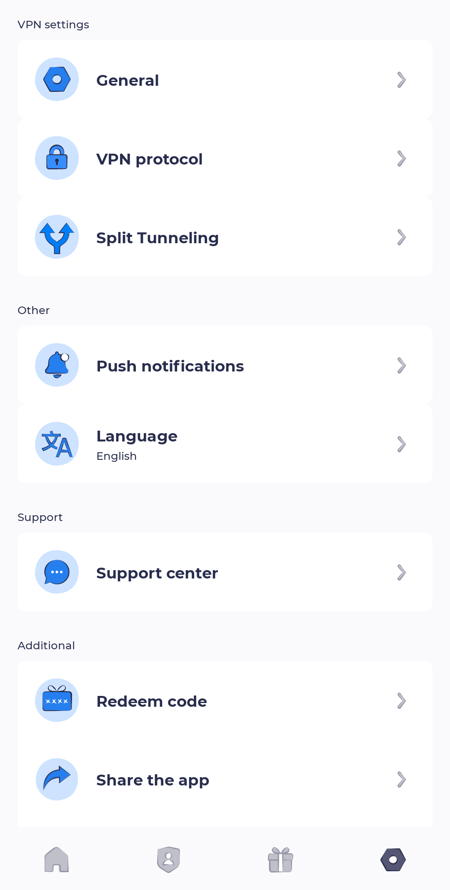 VPN settings
General
VPN protocol
Split Tunneling
Other
Push notifications
Language
English
Support
Support center
Additional
xxxx
Redeem code
Share the app